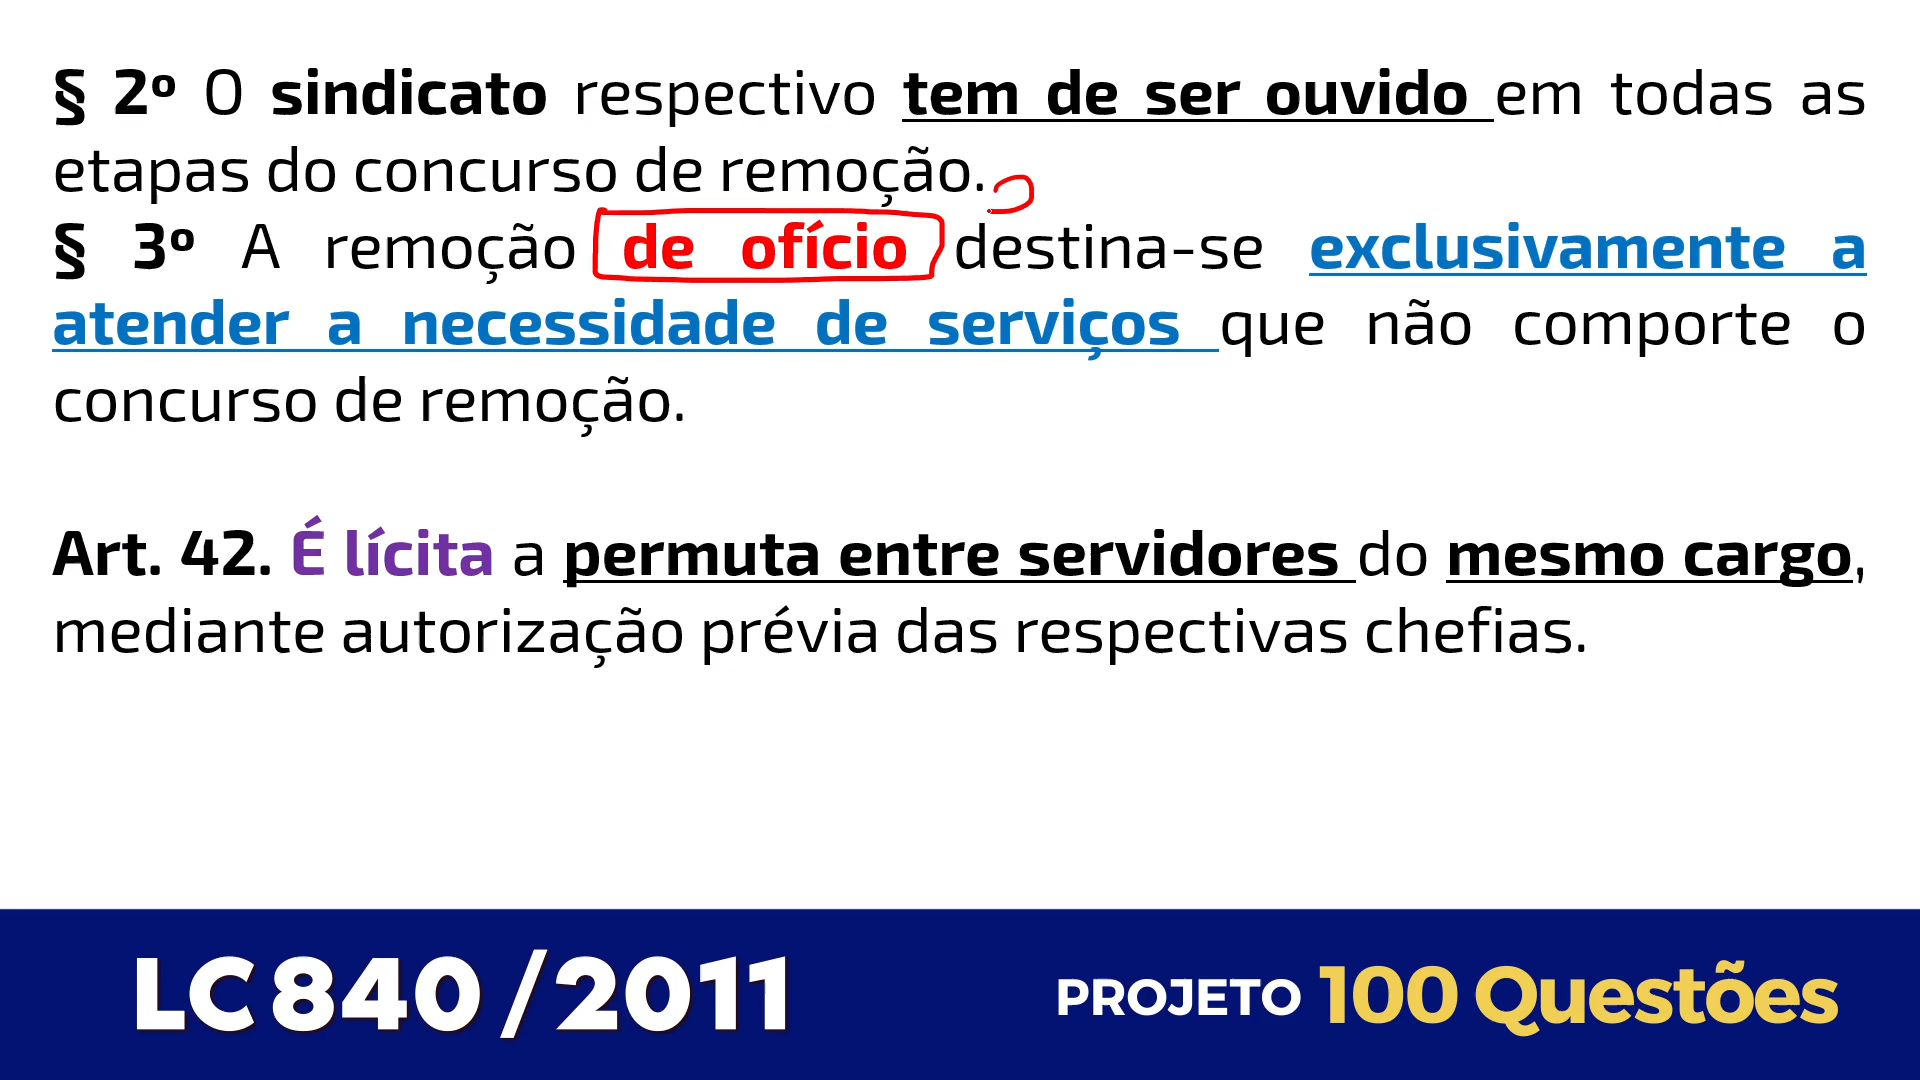 § 2º O sindicato respectivo tem de ser ouvido em todas as
etapas do concurso de remoção.
§ 3º A remoção de ofício destina-se exclusivamente a
atender a necessidade de serviços que não comporte o
concurso de remoção.
Art. 42. É lícita a permuta entre servidores do mesmo cargo,
mediante autorização prévia das respectivas chefias.
LC 840 /2011
PROJETO 100 Questões